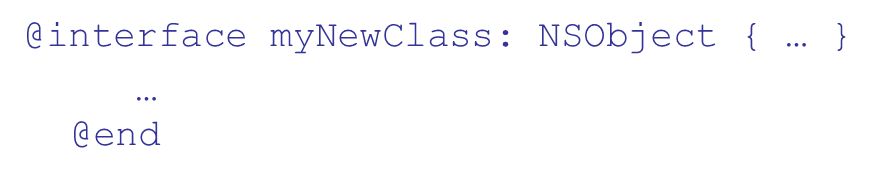 @interface myNewClass: NSObject { … }
…
@end